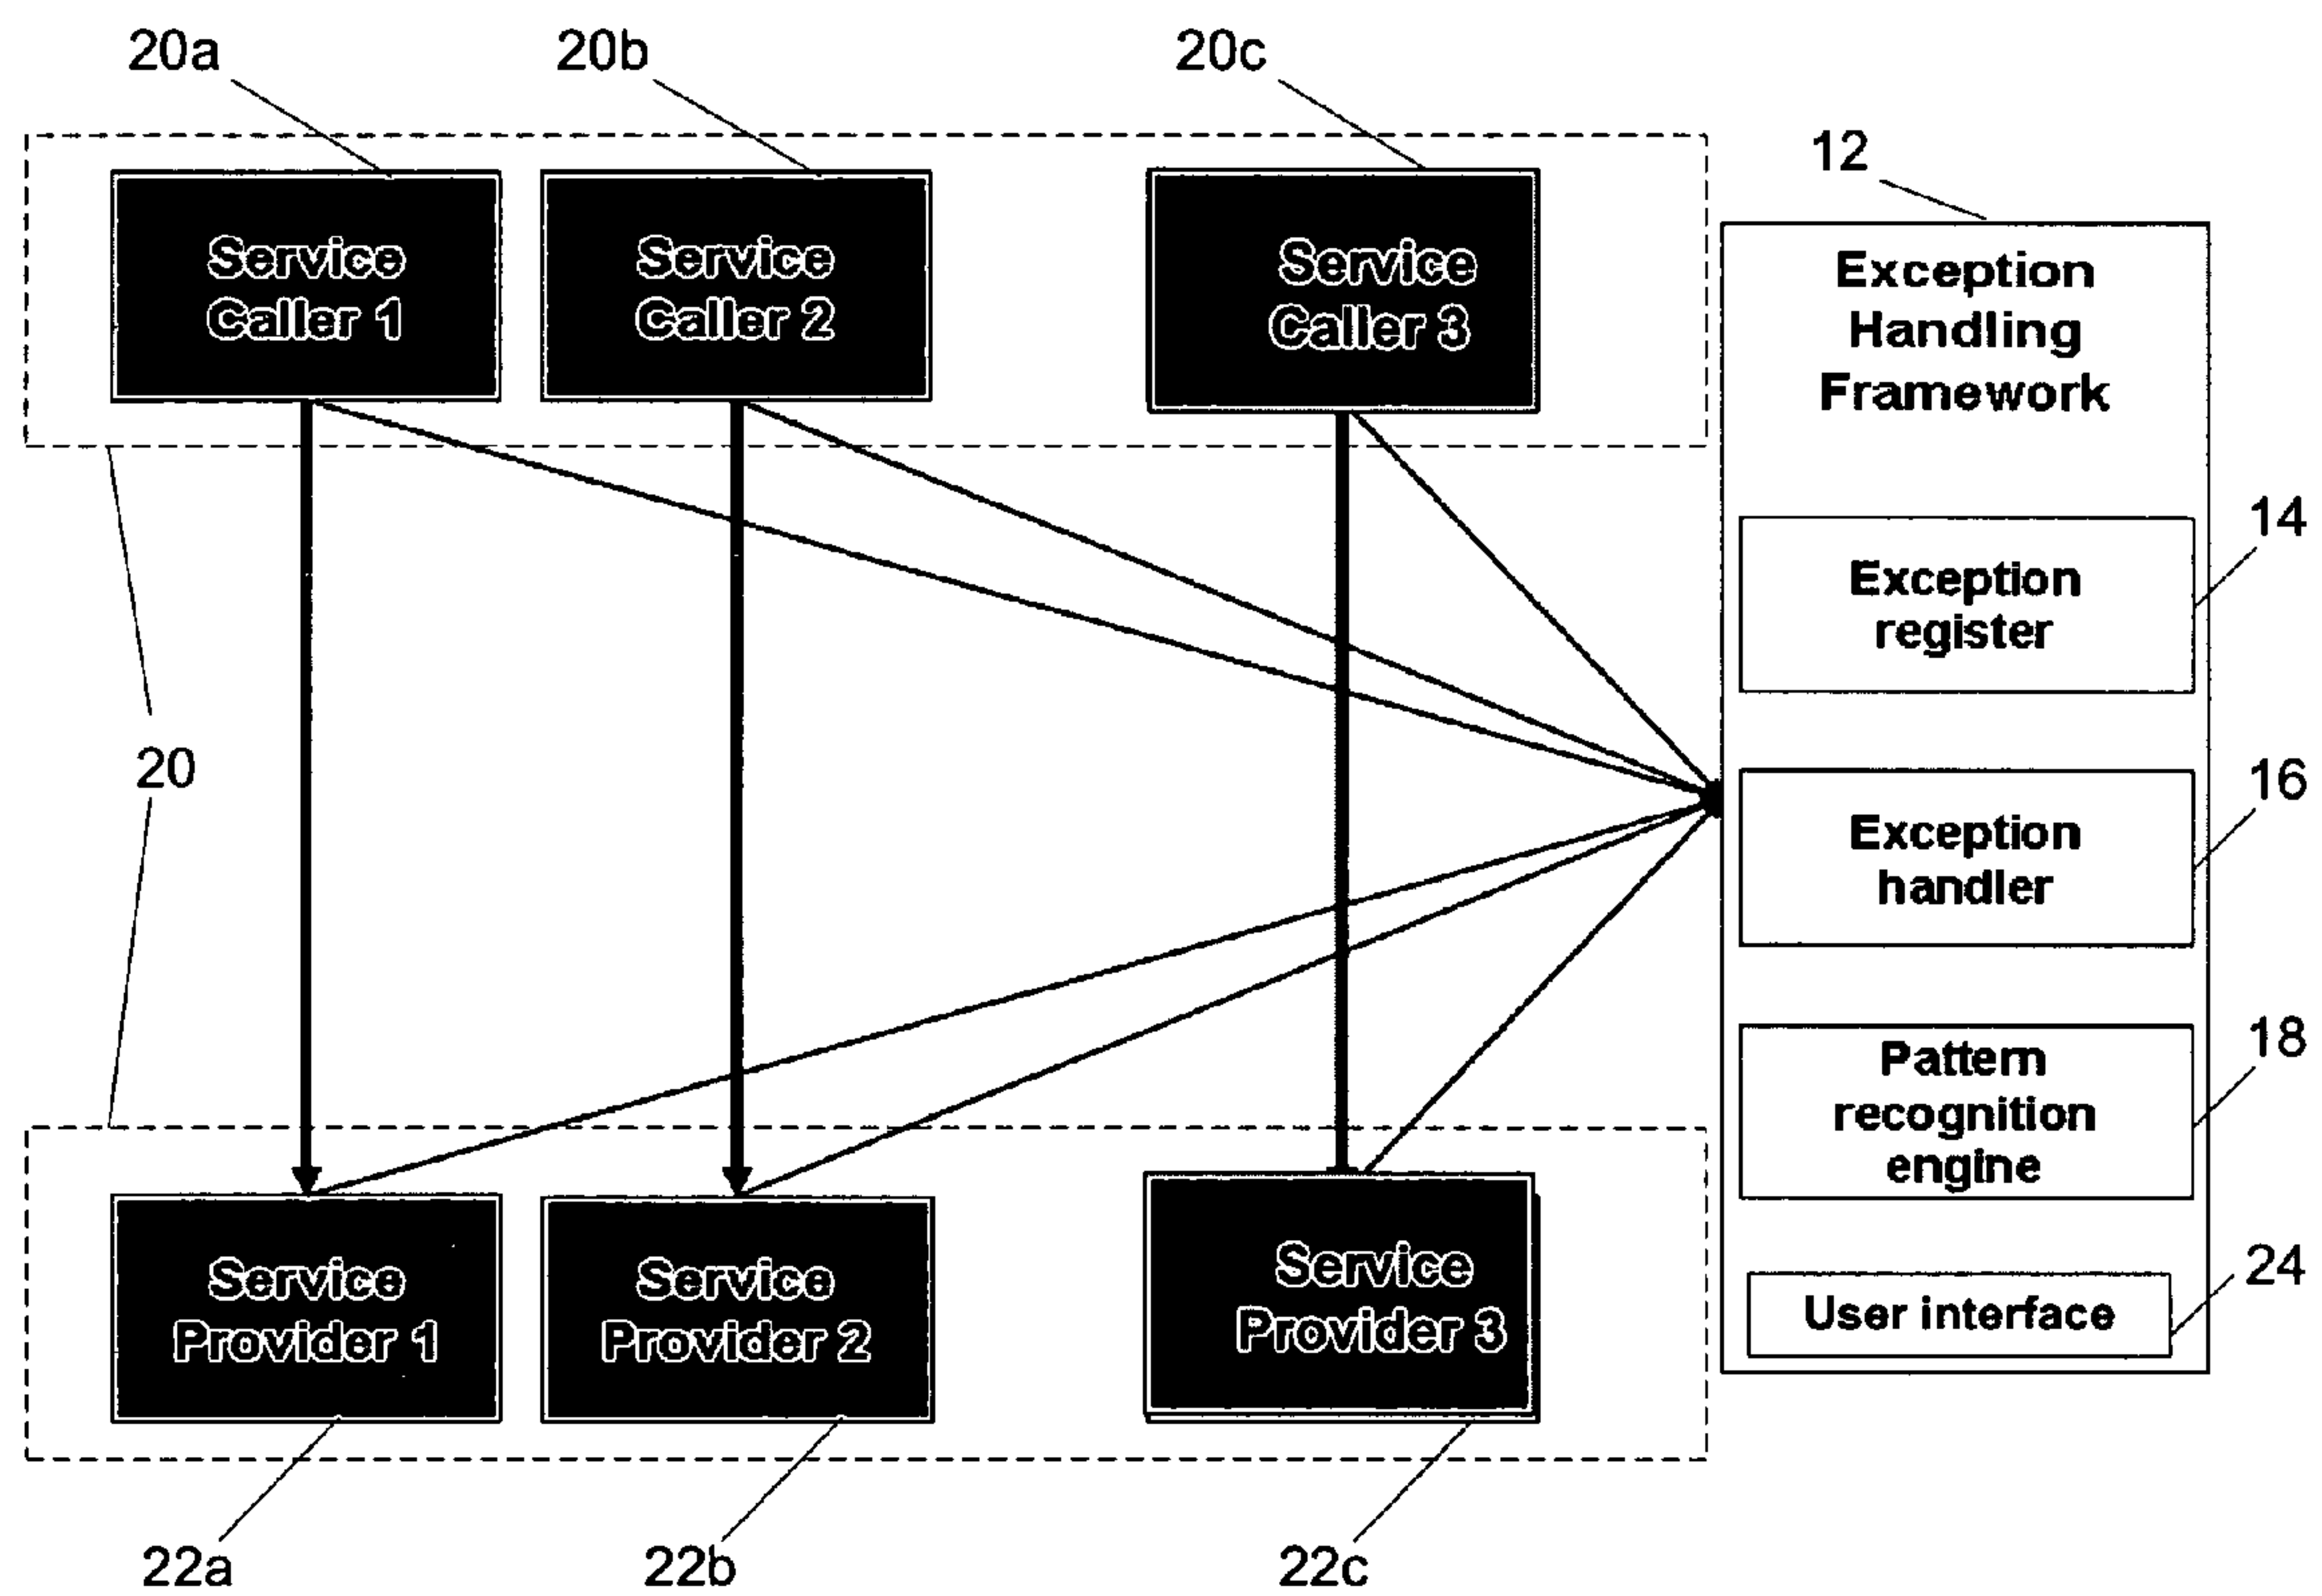 20a
20b
20c
12
Service
Caller 1
Service
Caller 2
Service
Caller 3
Exception
Handling
Framework
14
Exception
register
20
16
Exception
handler
18
Pattern
recognition
engine
24
User interface
Service
Provider 1
Service
Provider 2
Service
Provider 3
22a
22b
22c